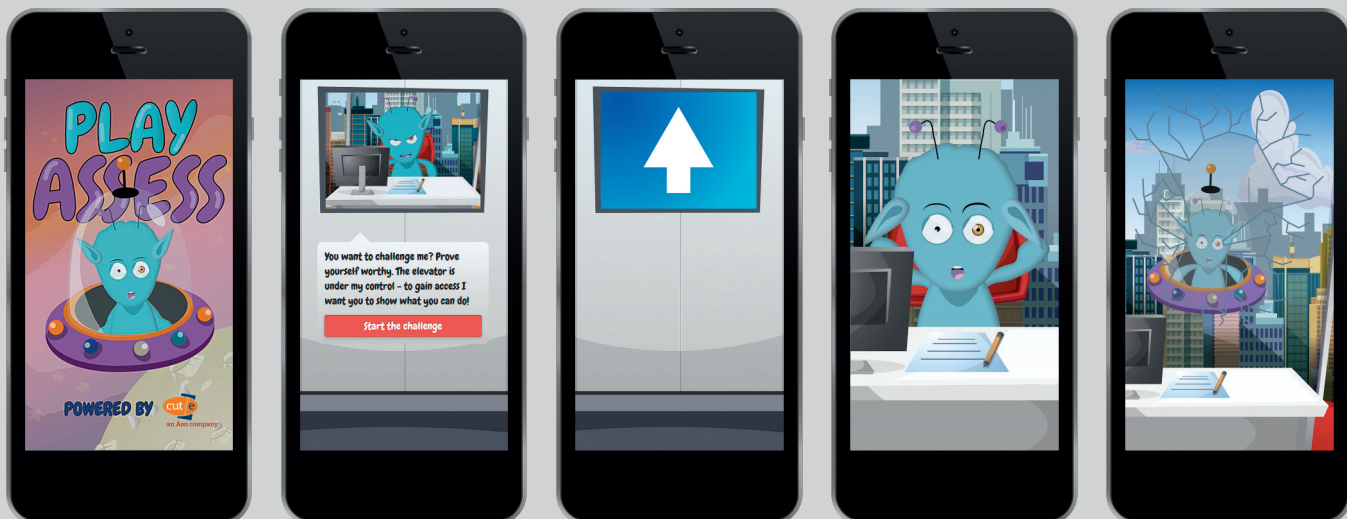 PLAY
ASSESS
POWERED BY cut-e
an Aon company
You want to challenge me? Prove
yourself worthy. The elevator is
under my control – to gain access I
want you to show what you can do!
Start the challenge